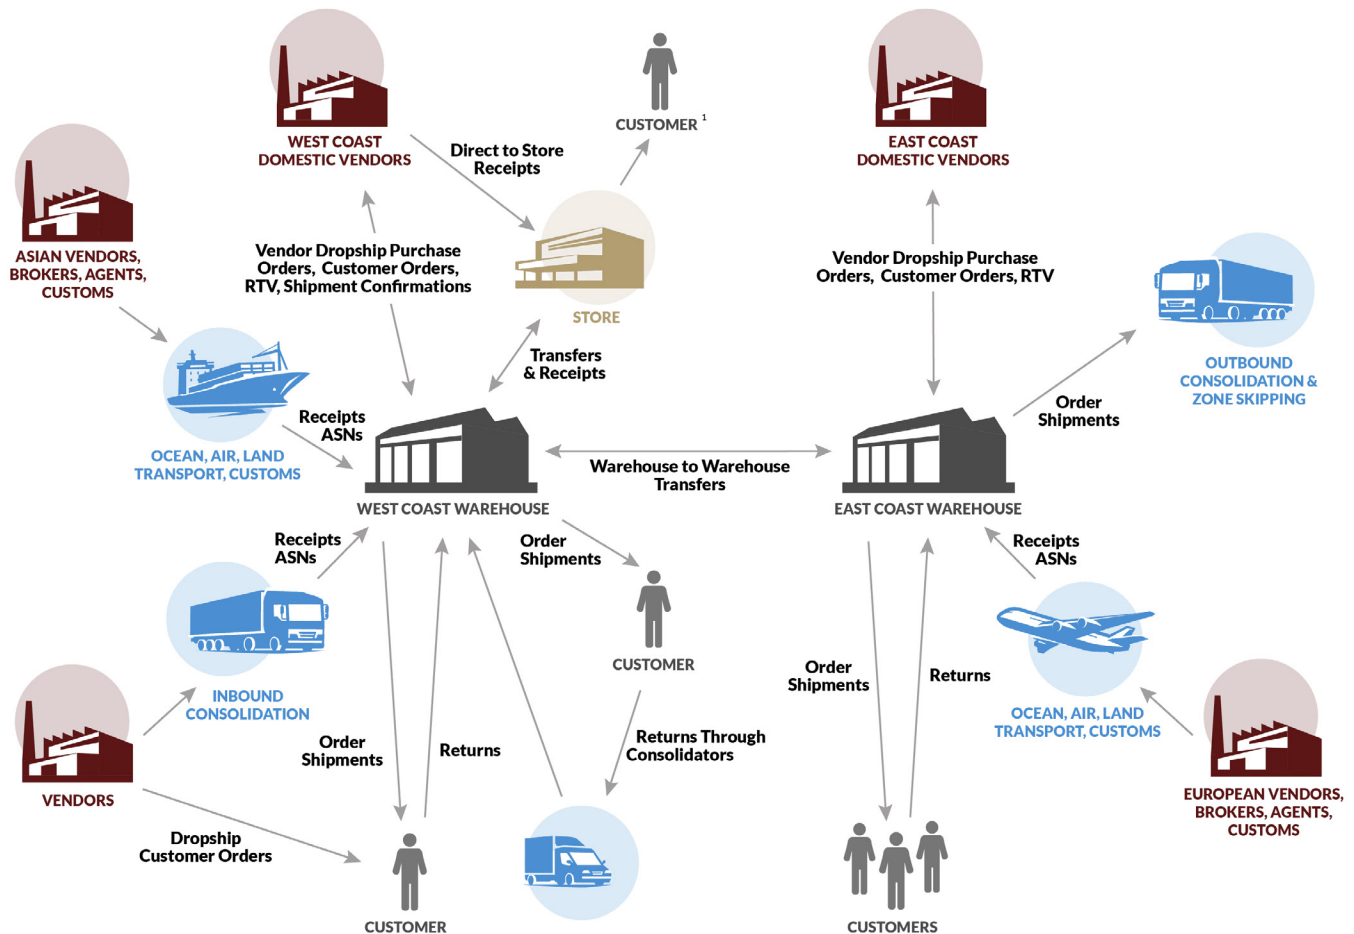 CUSTOMER 1
WEST COAST
DOMESTIC VENDORS
EAST COAST
DOMESTIC VENDORS
Direct to Store
Receipts
ASIAN VENDORS,
BROKERS, AGENTS,
CUSTOMS
Vendor Dropship Purchase
Orders, Customer Orders,
RTV, Shipment Confirmations
Vendor Dropship Purchase
Orders, Customer Orders, RTV
STORE
Transfers
& Receipts
OUTBOUND
CONSOLIDATION &
ZONE SKIPPING
Order
Shipments
Receipts
ASNs
OCEAN, AIR, LAND
TRANSPORT, CUSTOMS
Warehouse to Warehouse
Transfers
WEST COAST WAREHOUSE
EAST COAST WAREHOUSE
Receipts
ASNs
Order
Shipments
Receipts
ASNs
CUSTOMER
INBOUND
CONSOLIDATION
Order
Shipments
Returns
OCEAN, AIR, LAND
TRANSPORT, CUSTOMS
Order
Shipments
Returns
Returns Through
Consolidators
VENDORS
EUROPEAN VENDORS,
BROKERS, AGENTS,
CUSTOMS
Dropship
Customer Orders
CUSTOMER
CUSTOMERS